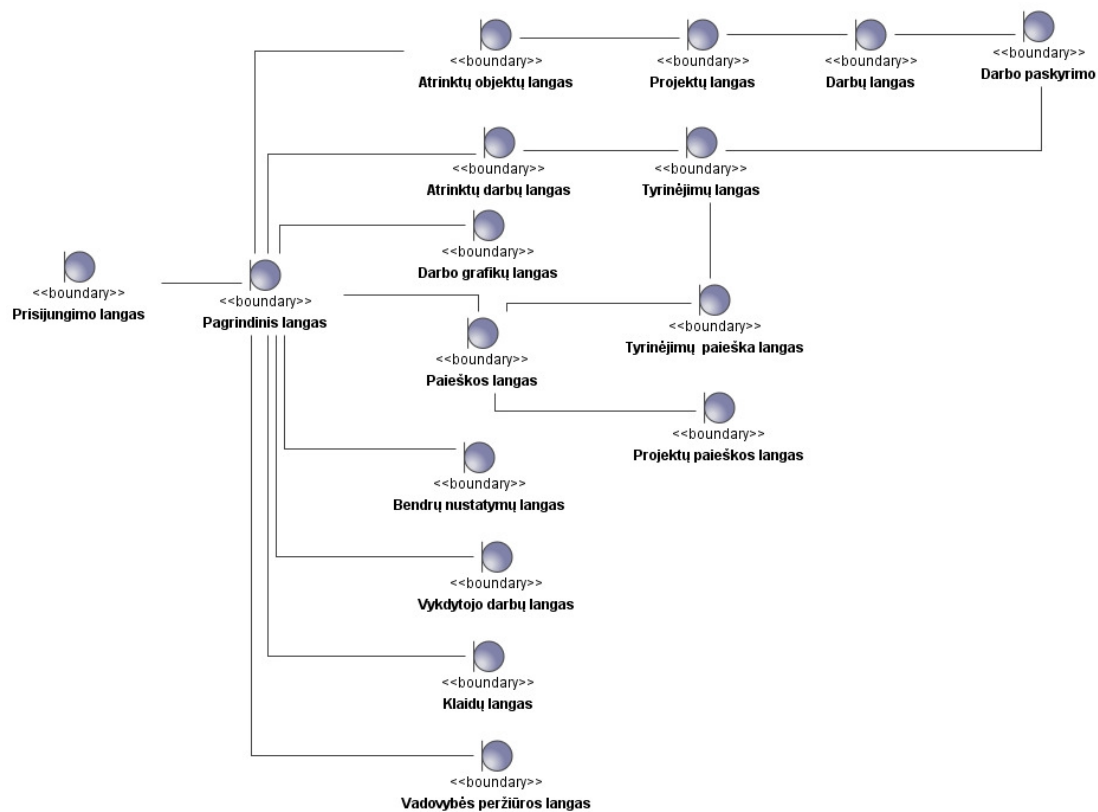 <<boundary>>
Atrinktų objektų langas
<<boundary>>
Projektų langas
<<boundary>>
Darbų langas
<<boundary>>
Darbo paskyrimo
<<boundary>>
Atrinktų darbų langas
<<boundary>>
Tyrinėjimų langas
<<boundary>>
Darbo grafikų langas
<<boundary>>
Prisijungimo langas
<<boundary>>
Pagrindinis langas
<<boundary>>
Paieškos langas
<<boundary>>
Tyrinėjimų paieška langas
<<boundary>>
Projektų paieškos langas
<<boundary>>
Bendrų nustatymų langas
<<boundary>>
Vykdytojo darbų langas
<<boundary>>
Klaidų langas
<<boundary>>
Vadovybės peržiūros langas